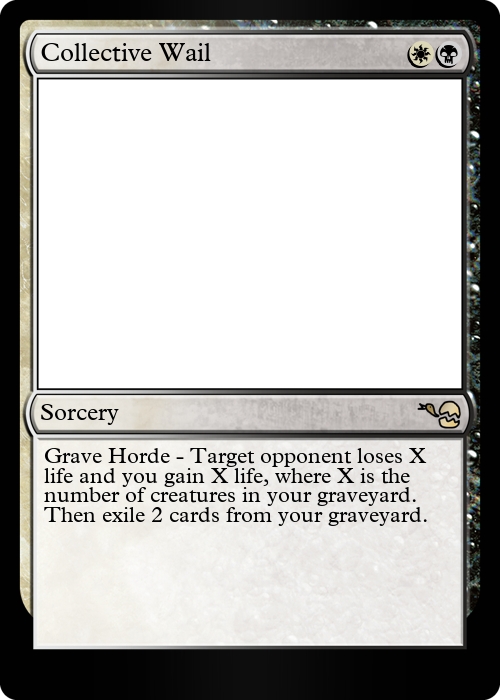 Collective Wail
Sorcery
Grave Horde - Target opponent loses X
life and you gain X life, where X is the
number of creatures in your graveyard.
Then exile 2 cards from your graveyard.